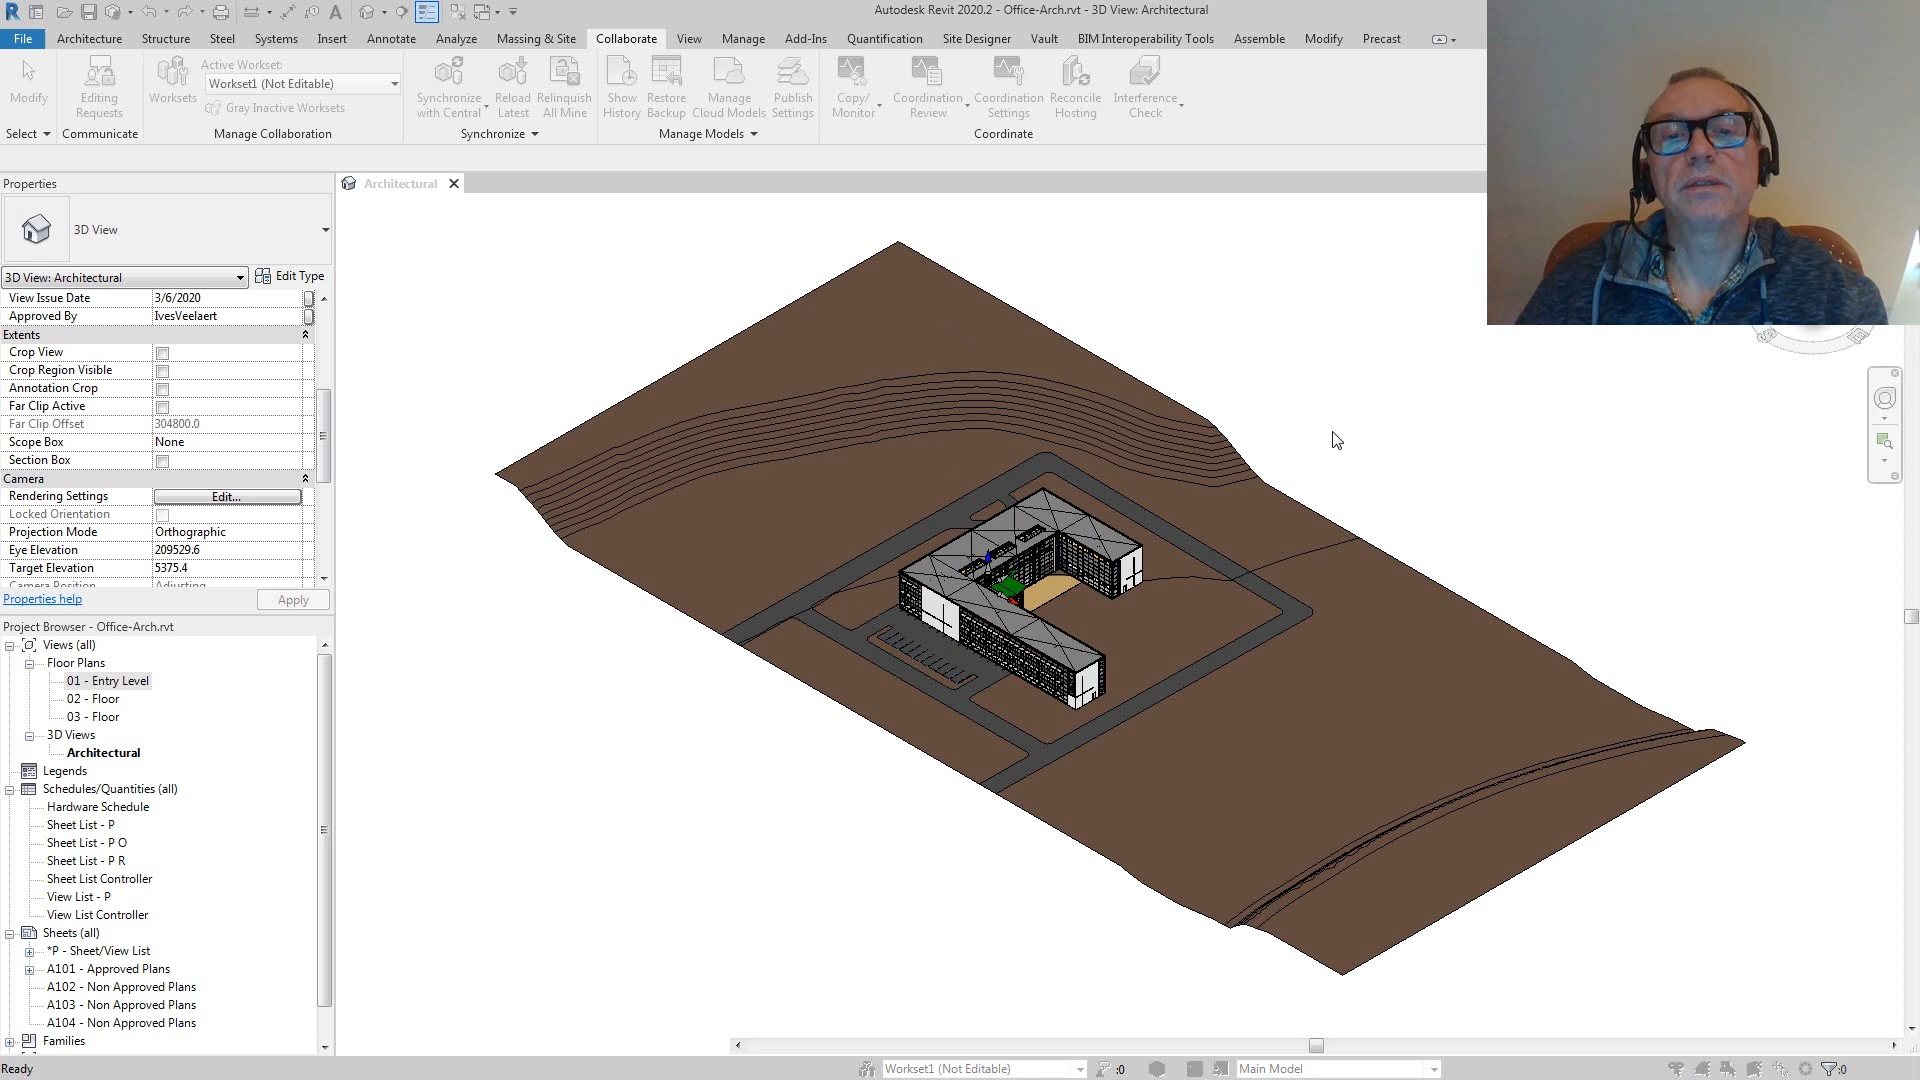 Autodesk Revit 2020.2 - Office-Arch.rvt - 3D View: Architectural
File Architecture Structure Steel Systems Insert Annotate Analyze Massing & Site Collaborate View Manage Add-Ins Quantification Site Designer Vault BIM Interoperability Tools Assemble Modify Precast
Active Workset:
Workset1 (Not Editable)
Gray Inactive Worksets
Modify
Editing Requests
Worksets
Synchronize with Central
Reload Latest
Relinquish All Mine
Show History
Restore Backup
Manage Cloud Models
Publish Settings
Copy/ Monitor
Coordination Review
Coordination Settings
Reconcile Hosting
Interference Check
Select Communicate Manage Collaboration Synchronize Manage Models Coordinate
Properties
Architectural
3D View
3D View: Architectural
Edit Type
View Issue Date 3/6/2020
Approved By IvesVeelaert
Extents
Crop View
Crop Region Visible
Annotation Crop
Far Clip Active
Far Clip Offset 304800.0
Scope Box None
Section Box
Camera
Rendering Settings Edit...
Locked Orientation
Projection Mode Orthographic
Eye Elevation 209529.6
Target Elevation 5375.4
Camera Position Adjusting
Properties help
Apply
Project Browser - Office-Arch.rvt
Views (all)
Floor Plans
01 - Entry Level
02 - Floor
03 - Floor
3D Views
Architectural
Legends
Schedules/Quantities (all)
Hardware Schedule
Sheet List - P
Sheet List - P O
Sheet List - P R
Sheet List Controller
View List - P
View List Controller
Sheets (all)
*P - Sheet/View List
A101 - Approved Plans
A102 - Non Approved Plans
A103 - Non Approved Plans
A104 - Non Approved Plans
Families
Ready
Workset1 (Not Editable)
:0
Main Model
:0